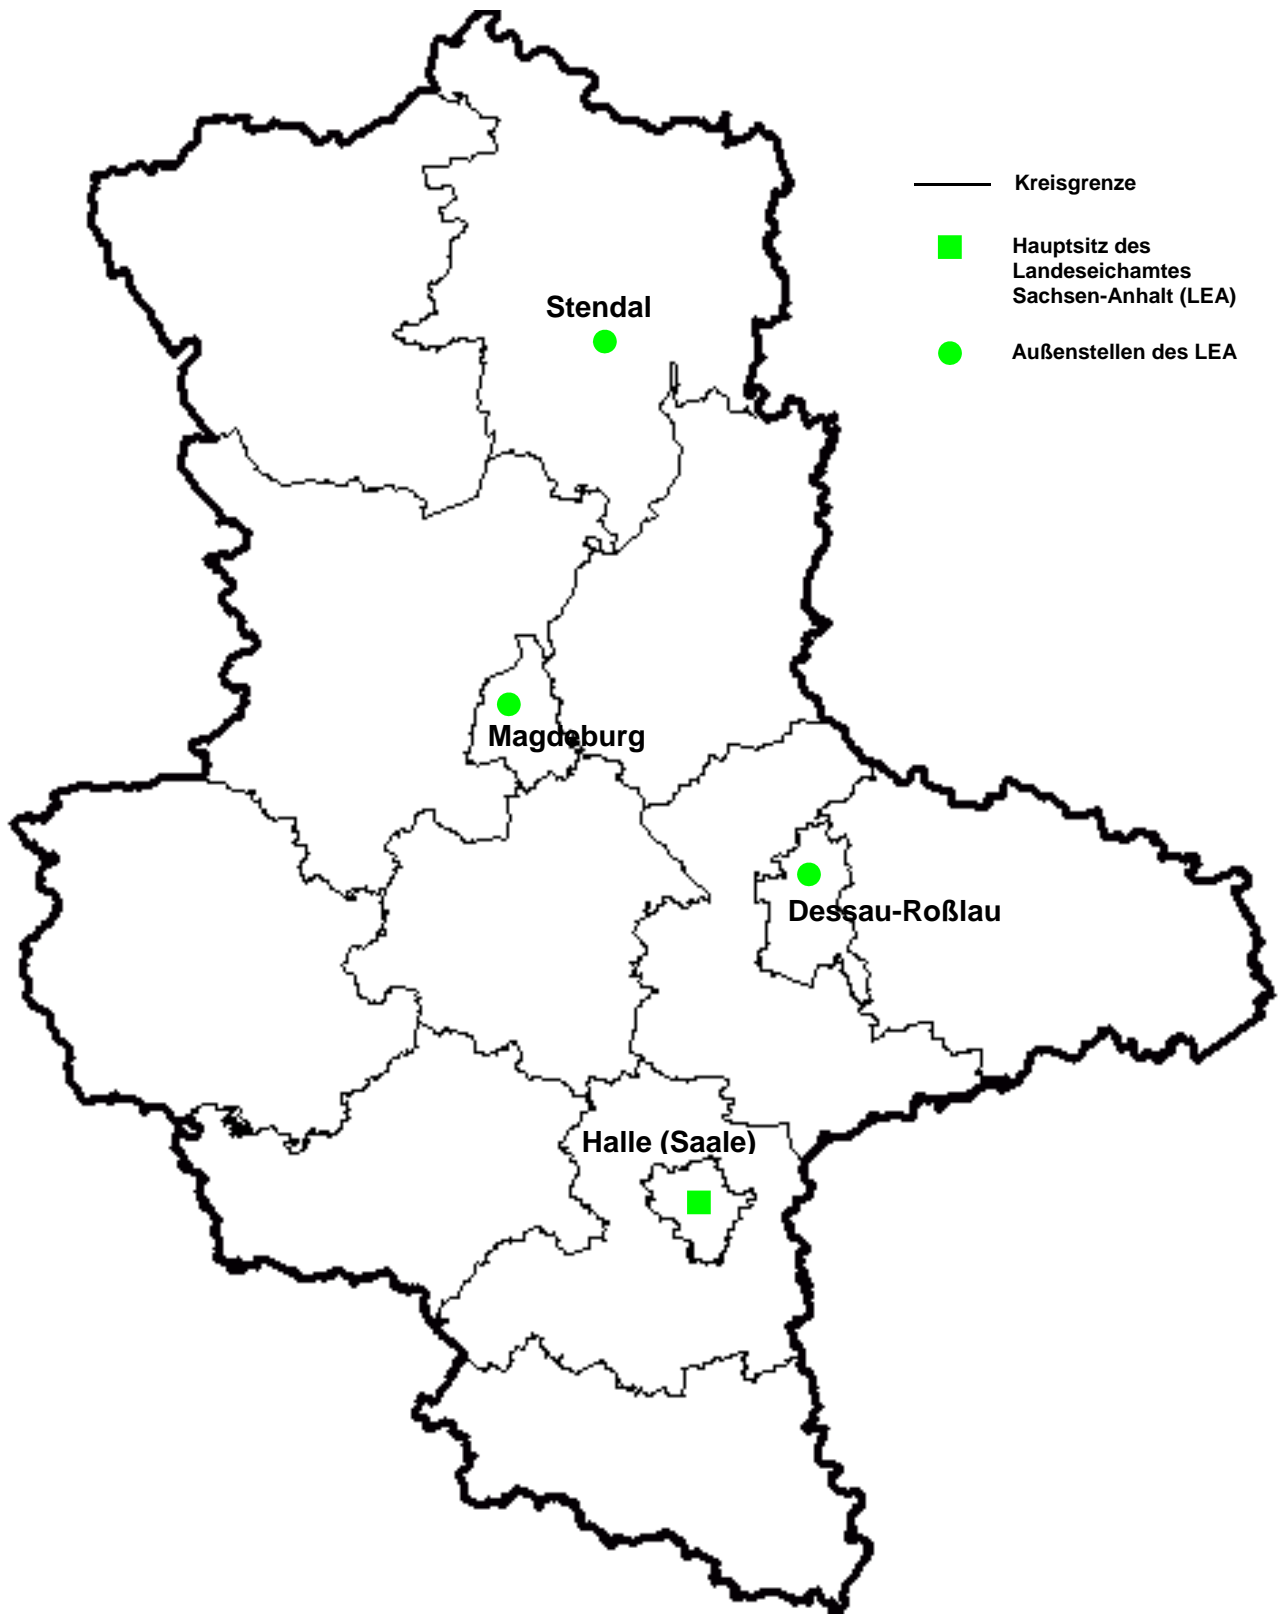 Kreisgrenze
Hauptsitz des
Landeseichamtes
Sachsen-Anhalt (LEA)
Außenstellen des LEA
Stendal
Magdeburg
Dessau-Roßlau
Halle (Saale)